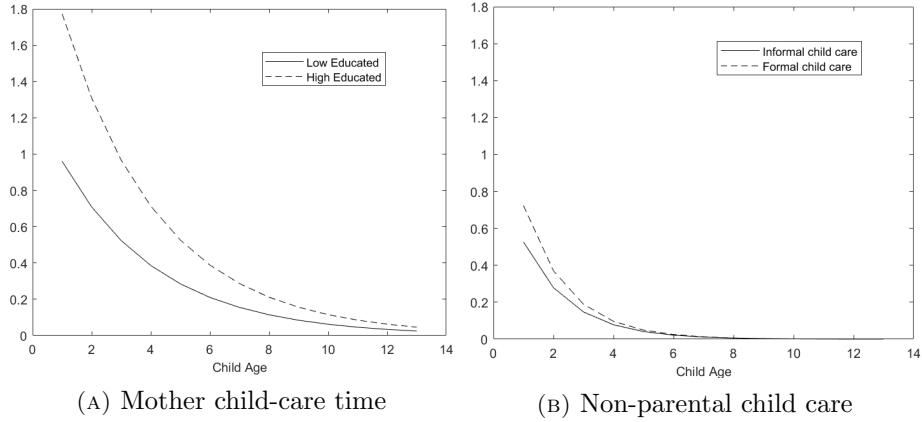 1.8
1.6
1.4
1.2
1
0.8
0.6
0.4
0.2
0
0 2 4 6 8 10 12 14
Child Age
Low Educated
High Educated
(A) Mother child-care time
1.8
1.6
1.4
1.2
1
0.8
0.6
0.4
0.2
0
0 2 4 6 8 10 12 14
Child Age
Informal child care
Formal child care
(B) Non-parental child care